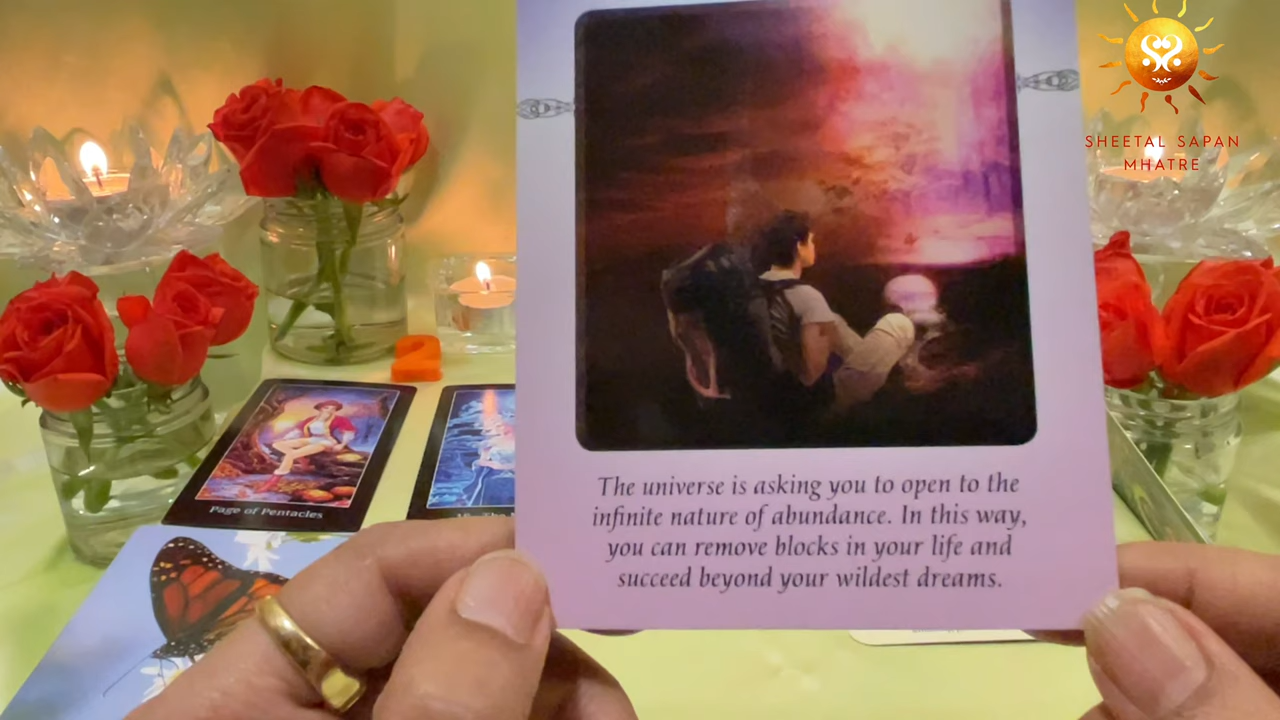 SHEETAL SAPAN
MHATRE
The universe is asking you to open to the
infinite nature of abundance. In this way,
you can remove blocks in your life and
succeed beyond your wildest dreams.
2
Page of Pentacles